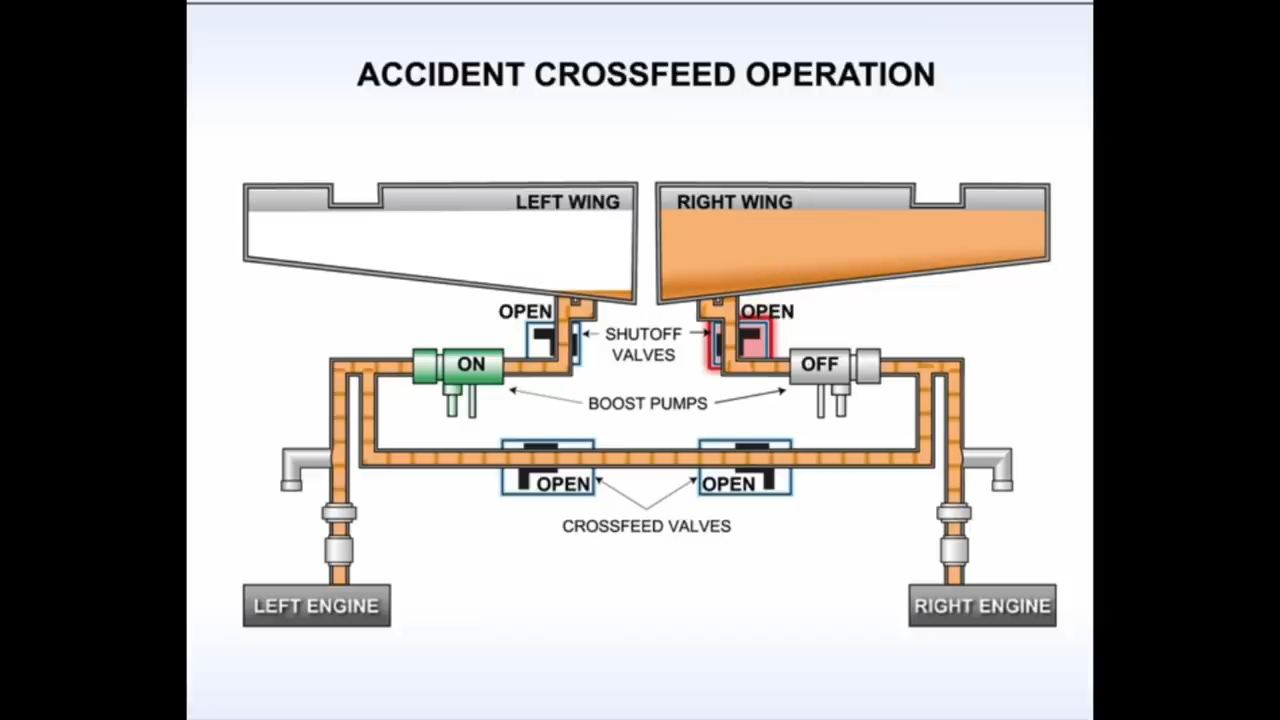 ACCIDENT CROSSFEED OPERATION
LEFT WING
RIGHT WING
OPEN
OPEN
SHUTOFF
VALVES
ON
OFF
BOOST PUMPS
OPEN
OPEN
CROSSFEED VALVES
LEFT ENGINE
RIGHT ENGINE